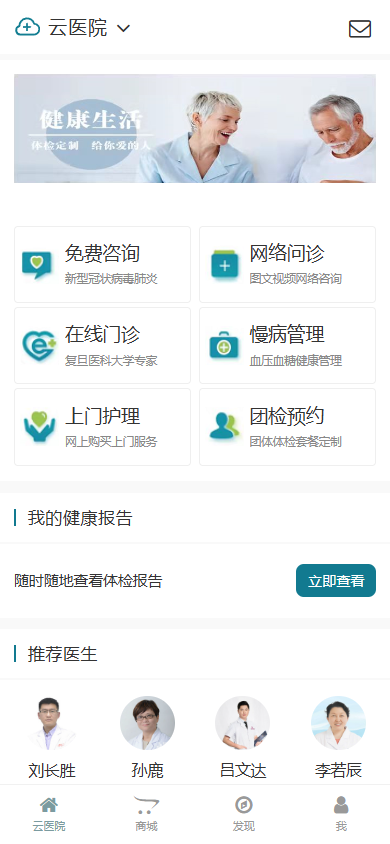 云医院
健康生活
体检定制 给你爱的人
免费咨询
新型冠状病毒肺炎
网络问诊
图文视频网络咨询
在线门诊
复旦医科大学专家
慢病管理
血压血糖健康管理
上门护理
网上购买上门服务
团检预约
团体体检套餐定制
我的健康报告
随时随地查看体检报告
立即查看
推荐医生
刘长胜
孙鹿
吕文达
李若辰
云医院
商城
发现
我